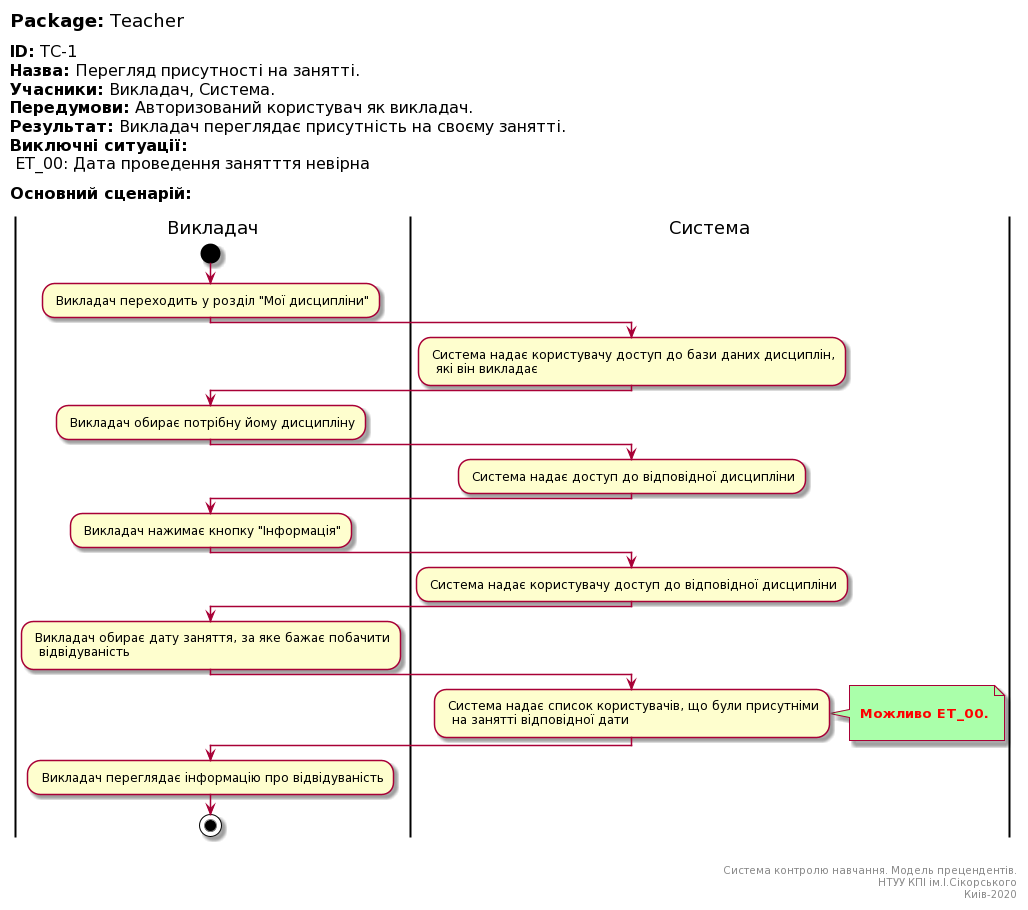 Package: Teacher
ID: TC-1
Назва: Перегляд присутності на занятті.
Учасники: Викладач, Система.
Передумови: Авторизований користувач як викладач.
Результат: Викладач переглядає присутність на своєму занятті.
Виключні ситуації:
ET_00: Дата проведення занятття невірна
Основний сценарій:
Викладач
Система
Викладач переходить у розділ "Мої дисципліни"
Система надає користувачу доступ до бази даних дисциплін,
які він викладає
Викладач обирає потрібну йому дисципліну
Система надає доступ до відповідної дисципліни
Викладач нажимає кнопку "Інформація"
Система надає користувачу доступ до відповідної дисципліни
Викладач обирає дату заняття, за яке бажає побачити
відвідуваність
Система надає список користувачів, що були присутніми
на занятті відповідної дати
Можливо ET_00.
Викладач переглядає інформацію про відвідуваність
Система контролю навчання. Модель прецендентів.
НТУУ КПІ ім.І.Сікорського
Київ-2020